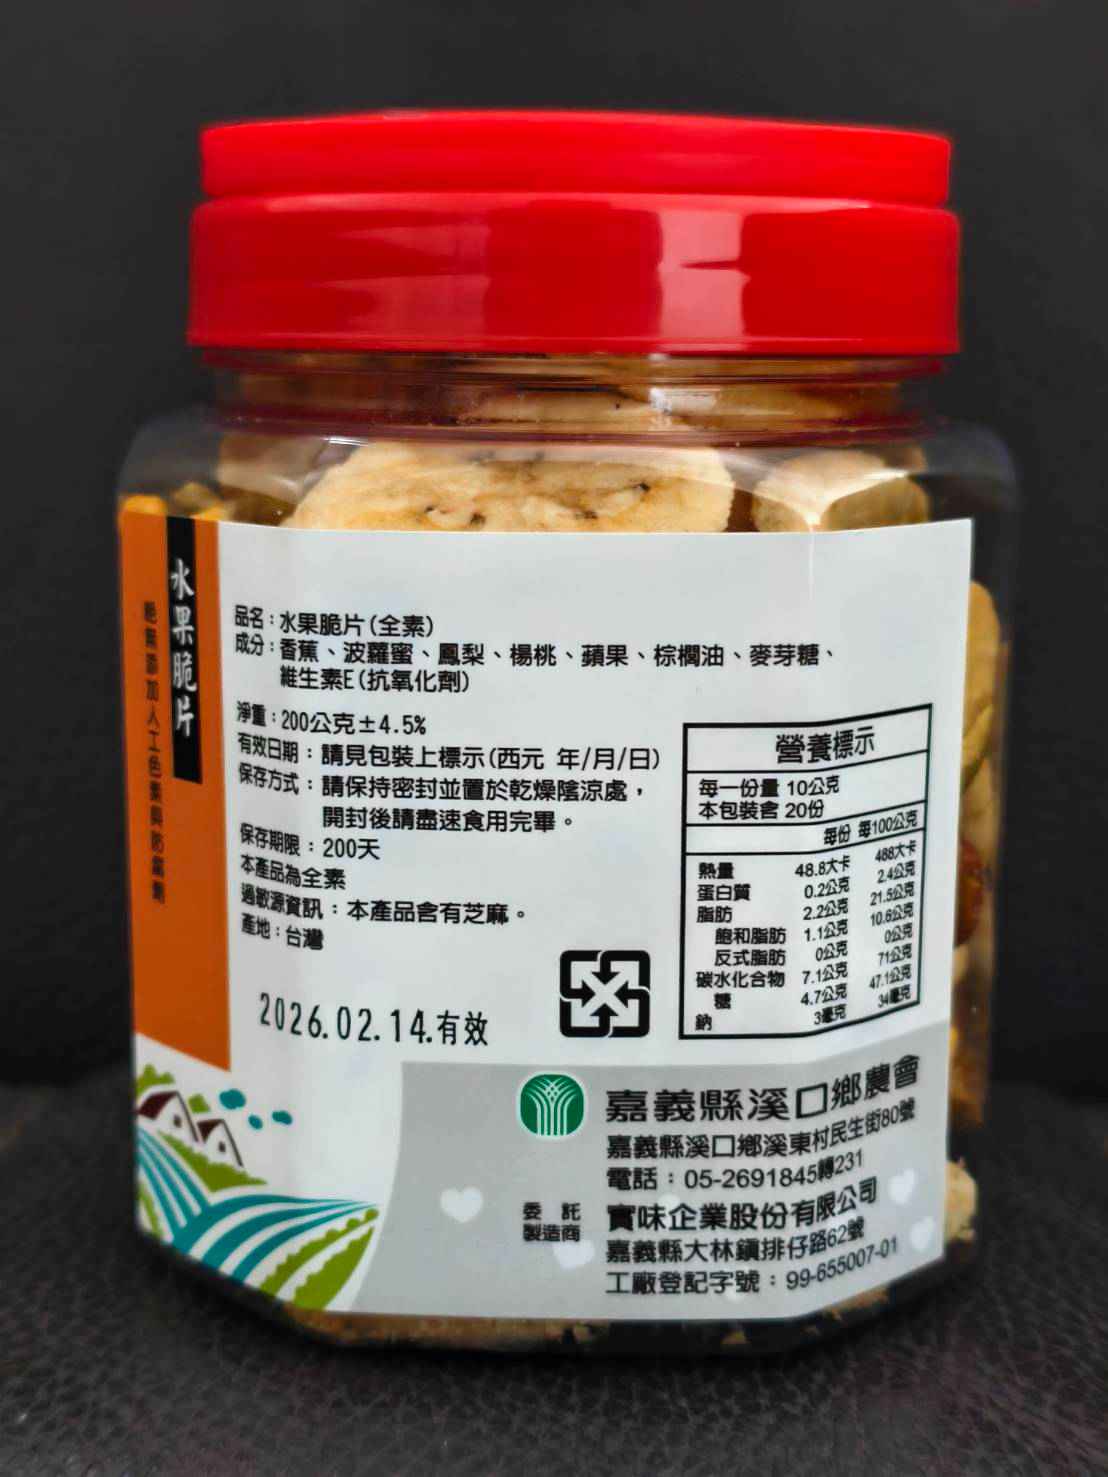 水果脆片
絕無添加人工色素與防腐劑
品名：水果脆片(全素)
成分：香蕉、波蘿蜜、鳳梨、楊桃、蘋果、棕櫚油、麥芽糖、
維生素E(抗氧化劑)
淨重：200公克±4.5%
有效日期：請見包裝上標示(西元 年/月/日)
保存方式：請保持密封並置於乾燥陰涼處，
開封後請盡速食用完畢。
保存期限：200天
本產品為全素
過敏源資訊：本產品含有芝麻。
產地：台灣
2026.02.14.有效
營養標示
每一份量 10公克
本包裝含 20份
每份 每100公克
熱量 48.8大卡 488大卡
蛋白質 0.2公克 2.4公克
脂肪 2.2公克 21.5公克
飽和脂肪 1.1公克 10.6公克
反式脂肪 0公克 0公克
碳水化合物 7.1公克 71公克
糖 4.7公克 47.1公克
鈉 3毫克 34毫克
嘉義縣溪口鄉農會
嘉義縣溪口鄉溪東村民生街80號
電話：05-2691845轉231
委託
製造商
實味企業股份有限公司
嘉義縣大林鎮排仔路62號
工廠登記字號：99-655007-01